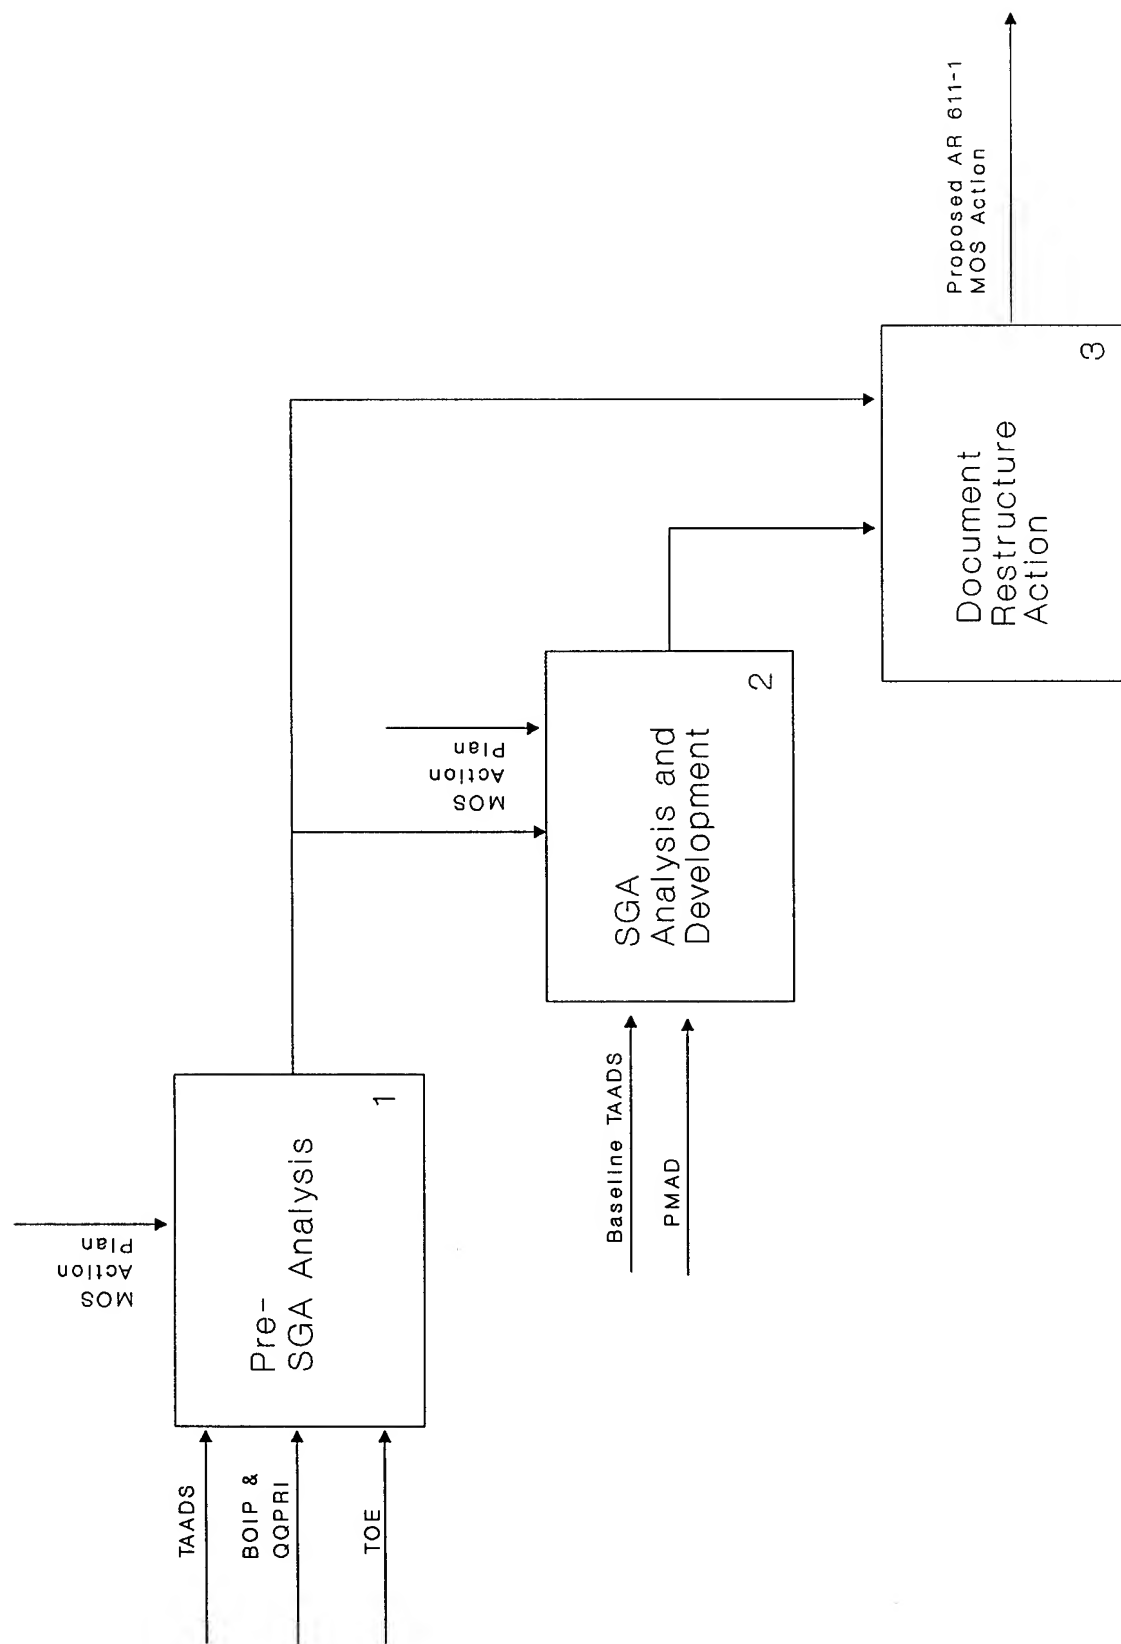 MOS
Action
Plan
TAADS
BOIP &
QQPRI
TOE
Pre-
SGA Analysis
1
MOS
Action
Plan
Baseline TAADS
PMAD
SGA
Analysis and
Development
2
Document
Restructure
Action
3
Proposed AR 611-1
MOS Action